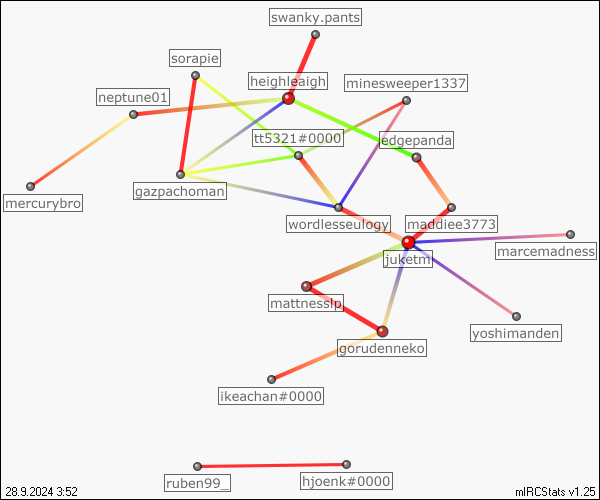 swanky.pants
sorapie
heighleaigh
minesweeper1337
neptune01
tt5321#0000
edgepanda
gazpachoman
mercurybro
wordlesseulogy
maddiee3773
marcemadness
juketm
mattnesslp
yoshimanden
gorudenneko
ikeachan#0000
ruben99_
hjoenk#0000
28.9.2024 3:52
mIRCStats v1.25